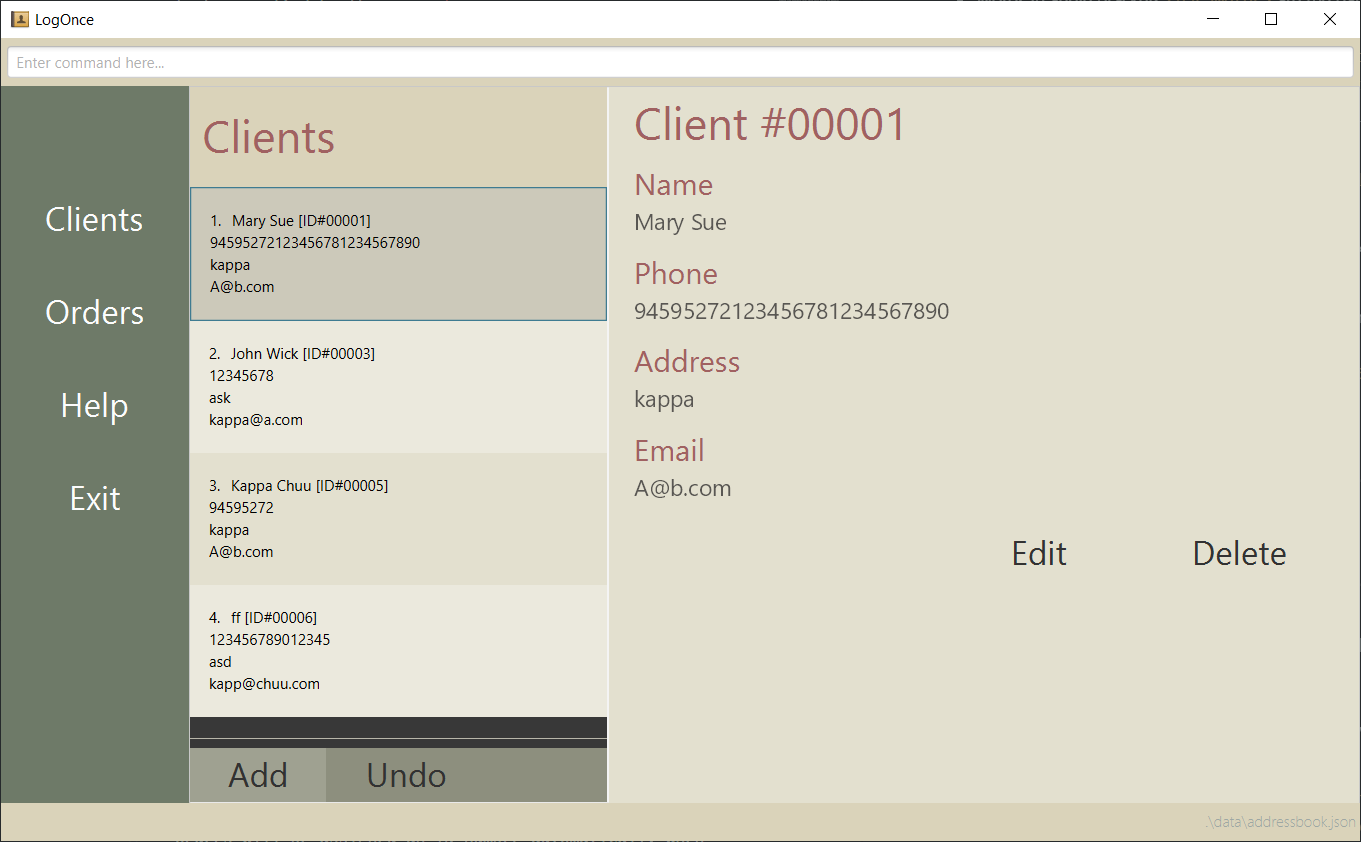 LogOnce
Enter command here...
Clients
Orders
Help
Exit
Clients
1. Mary Sue [ID#00001]
94595272123456781234567890
kappa
A@b.com
2. John Wick [ID#00003]
12345678
ask
kappa@a.com
3. Kappa Chuu [ID#00005]
94595272
kappa
A@b.com
4. ff [ID#00006]
123456789012345
asd
kapp@chuu.com
Add Undo
Client #00001
Name
Mary Sue
Phone
94595272123456781234567890
Address
kappa
Email
A@b.com
Edit Delete
.\data\addressbook.json